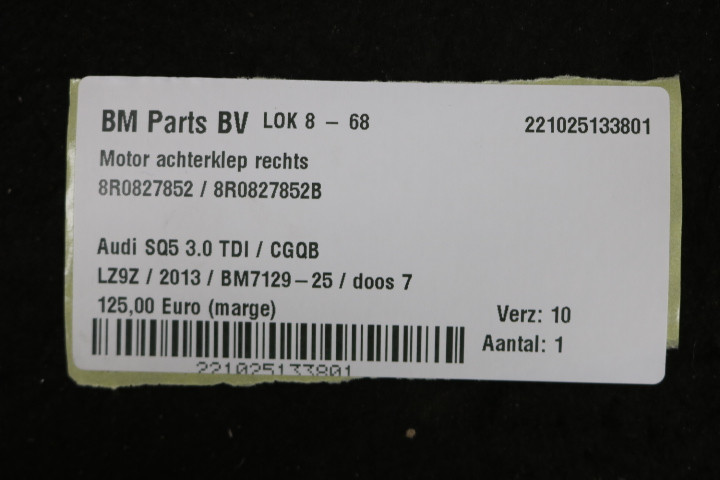 BM Parts BV LOK 8 - 68 221025133801
Motor achterklep rechts
8R0827852 / 8R0827852B
Audi SQ5 3.0 TDI / CGQB
LZ9Z / 2013 / BM7129-25 / doos 7
125,00 Euro (marge) Verz: 10
Aantal: 1
221025133801